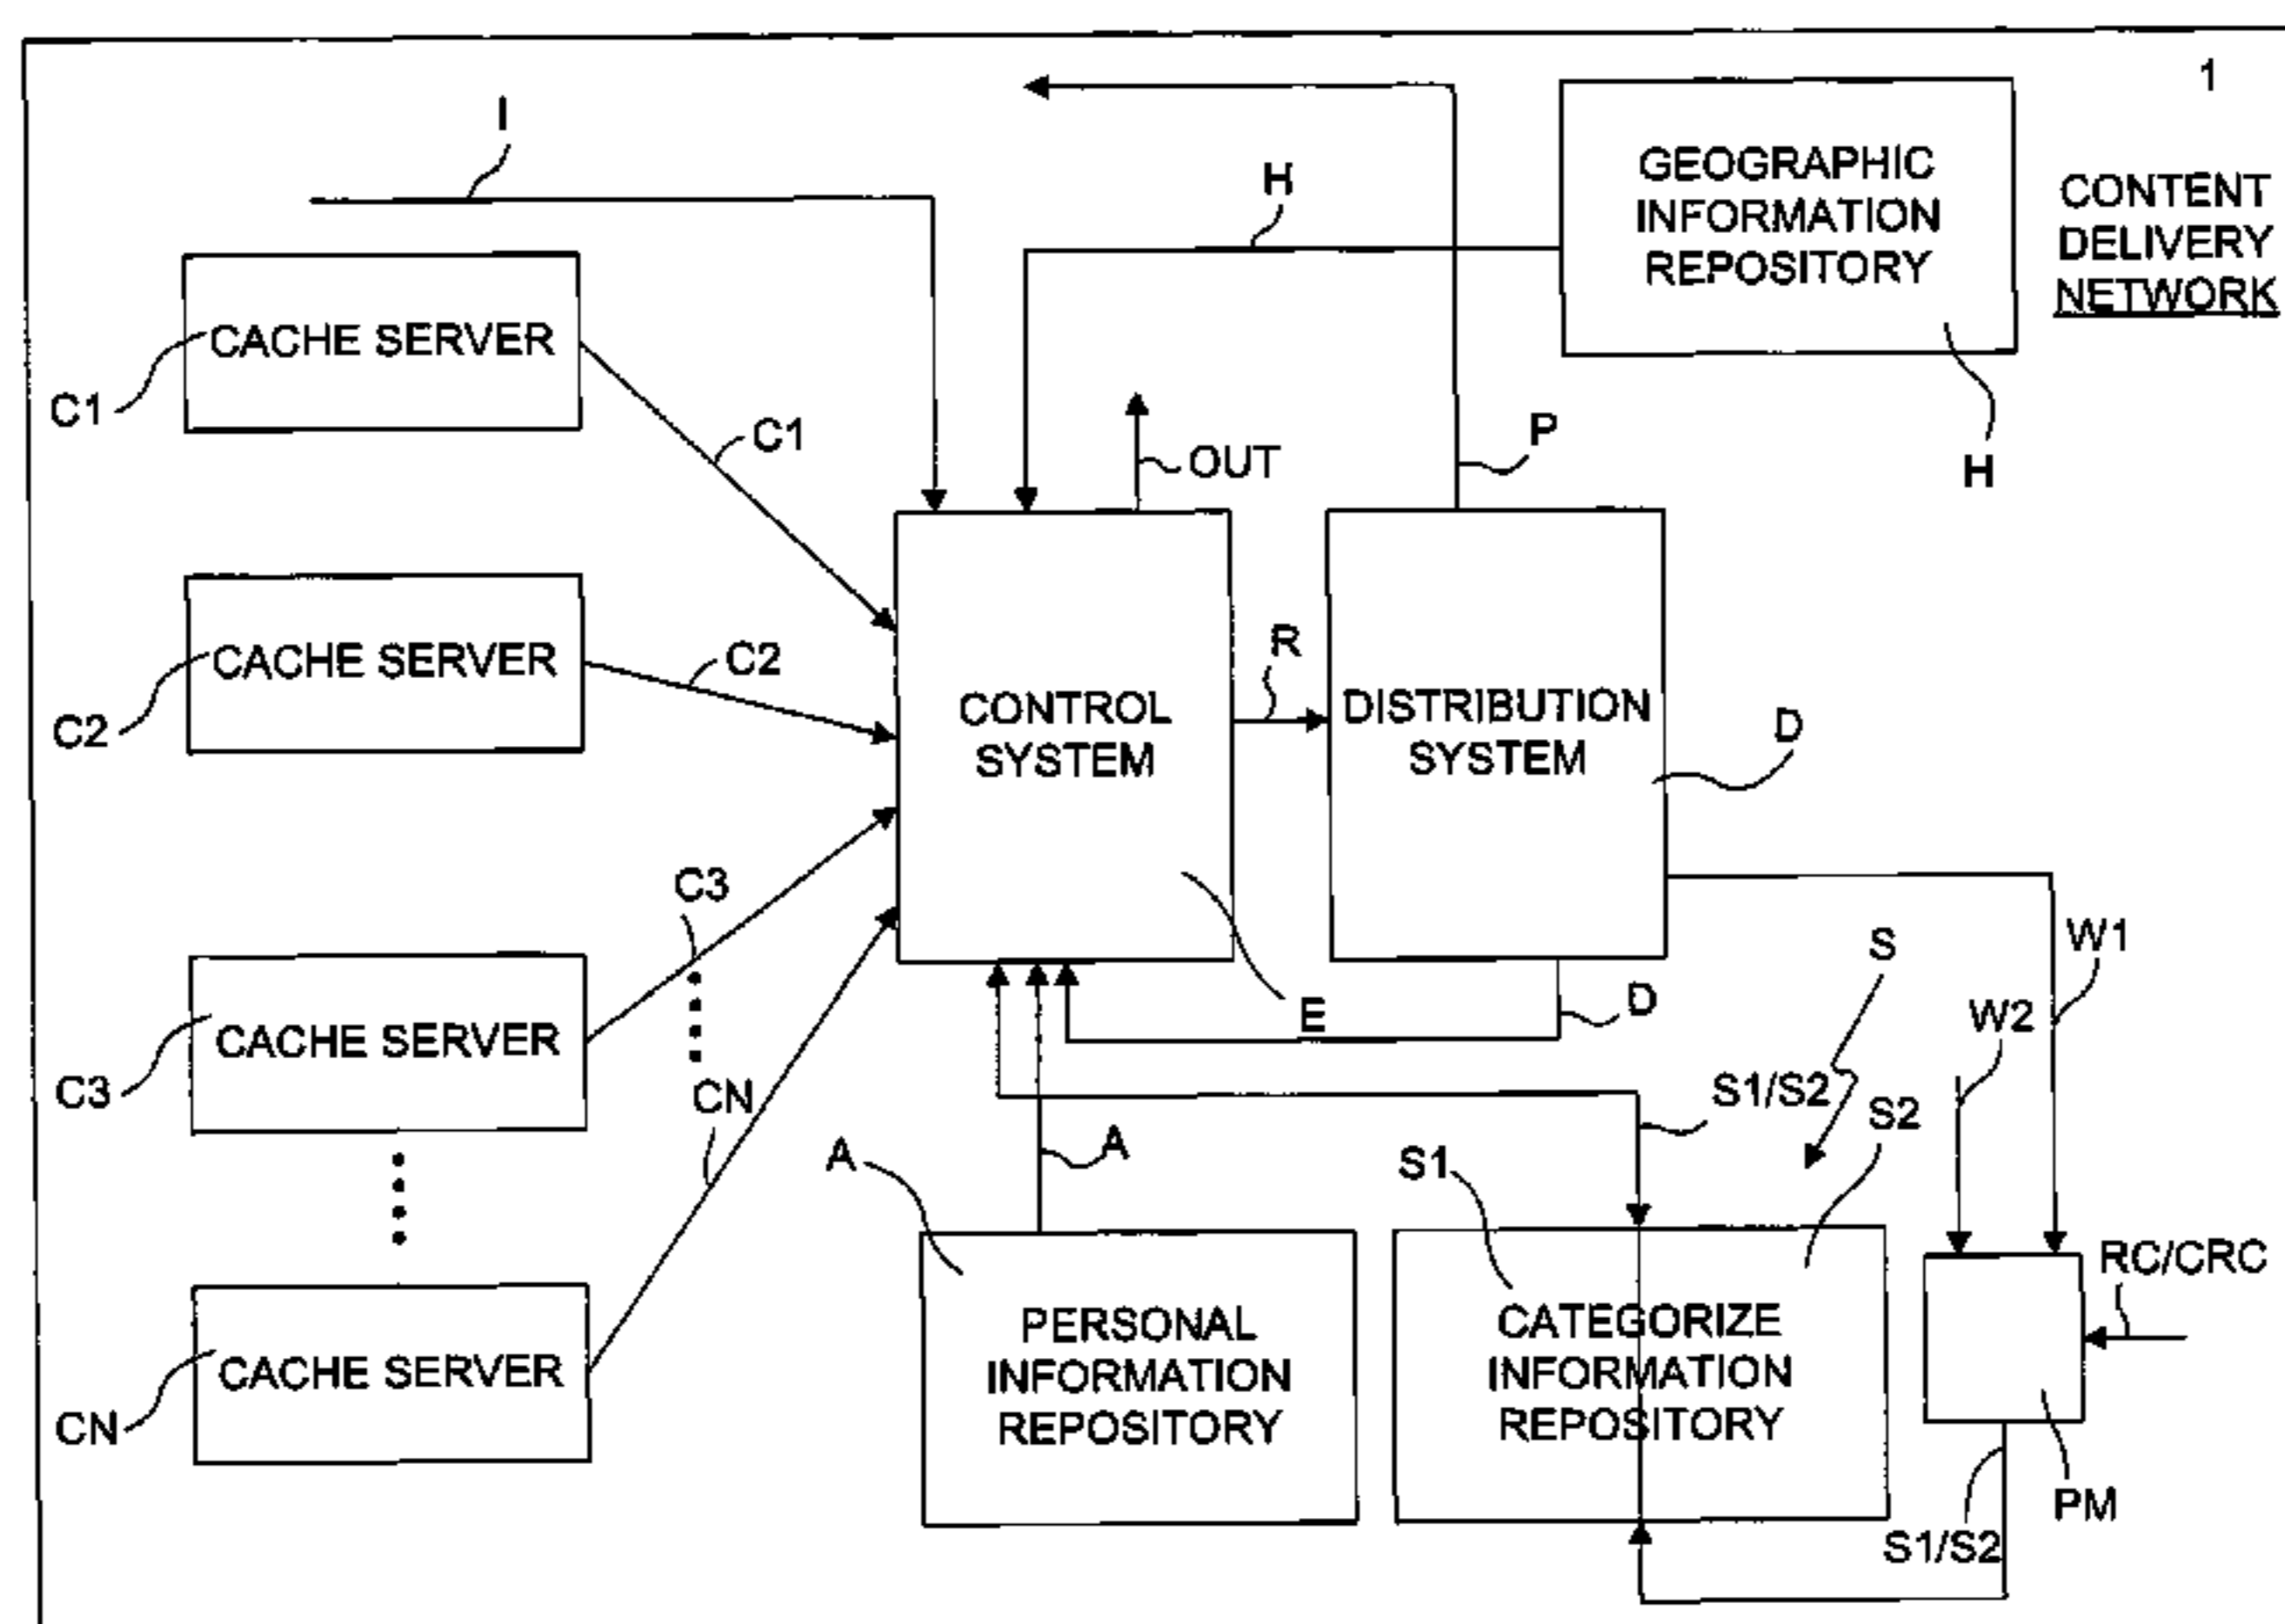 1
I
GEOGRAPHIC
INFORMATION
REPOSITORY
H
CONTENT
DELIVERY
NETWORK
CACHE SERVER
C1
C1
OUT
P
H
CACHE SERVER
C2
C2
R
CONTROL
SYSTEM
DISTRIBUTION
SYSTEM
D
C3
CACHE SERVER
C3
E
D
S
W1
W2
CN
A
A
S1/S2
S1
S2
RC/CRC
CACHE SERVER
CN
PERSONAL
INFORMATION
REPOSITORY
CATEGORIZE
INFORMATION
REPOSITORY
PM
S1/S2